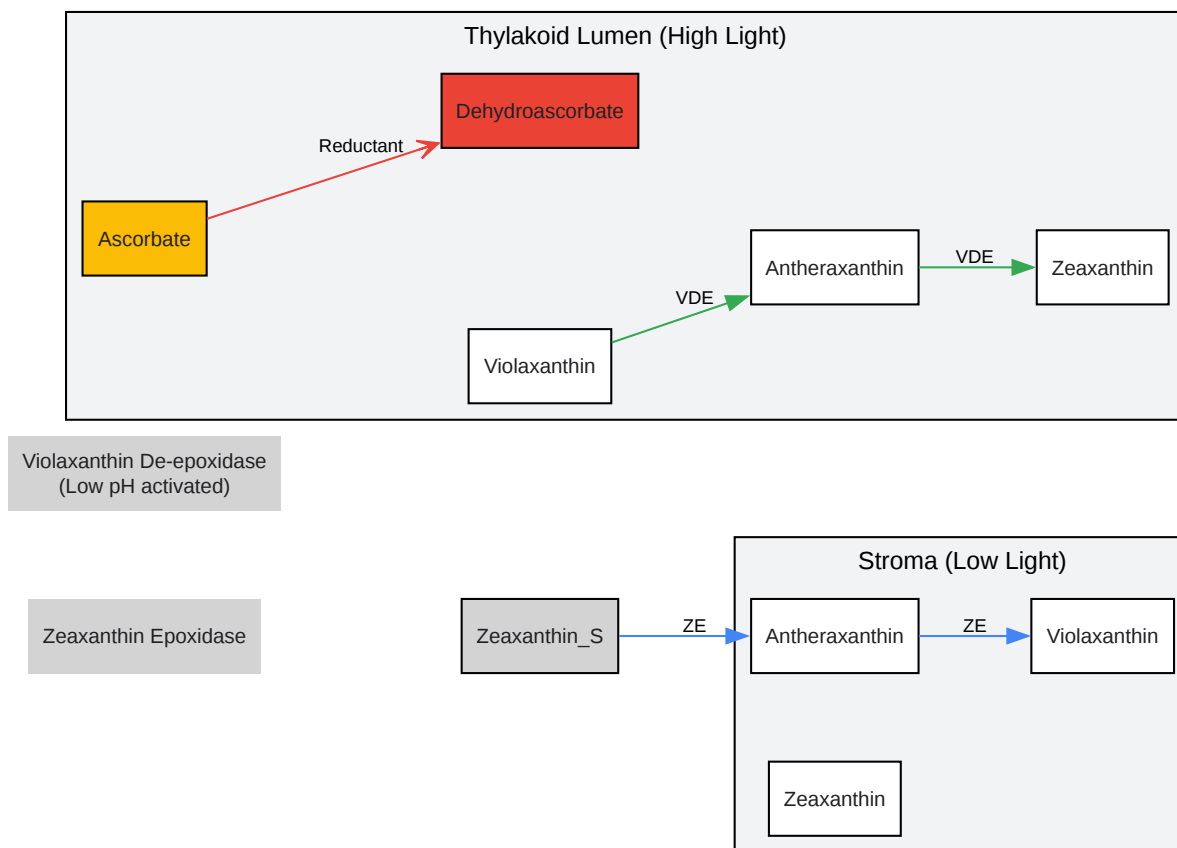 Thylakoid Lumen (High Light)
Dehydroascorbate
Reductant
Ascorbate
Antheraxanthin
VDE
Zeaxanthin
VDE
Violaxanthin
Violaxanthin De-epoxidase
(Low pH activated)
Stroma (Low Light)
Zeaxanthin Epoxidase
Zeaxanthin_S
ZE
Antheraxanthin
ZE
Violaxanthin
Zeaxanthin